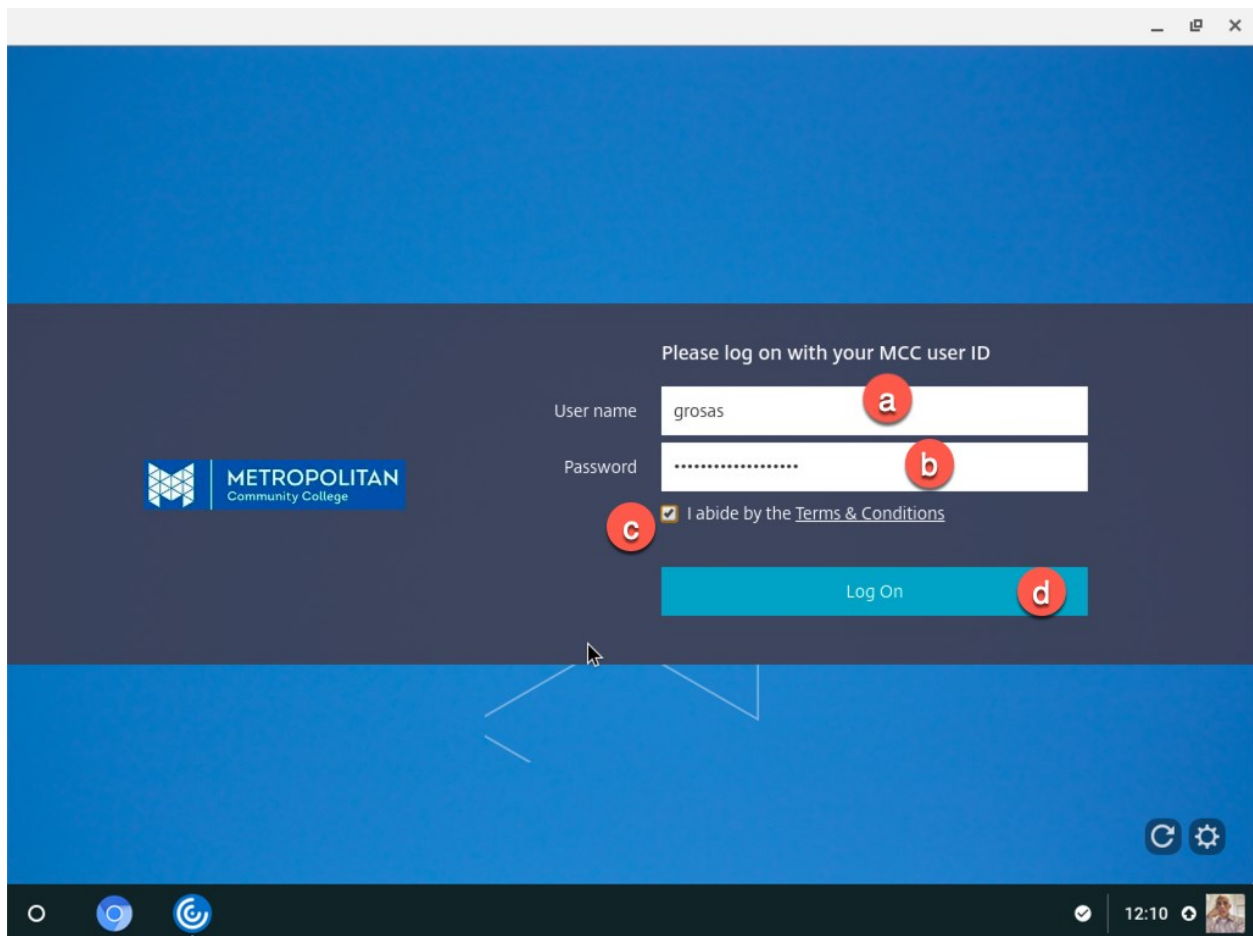 Please log on with your MCC user ID
User name
grosas
a
Password
•••••••••••••••••••
b
METROPOLITAN
Community College
c
I abide by the Terms & Conditions
Log On
d
12:10